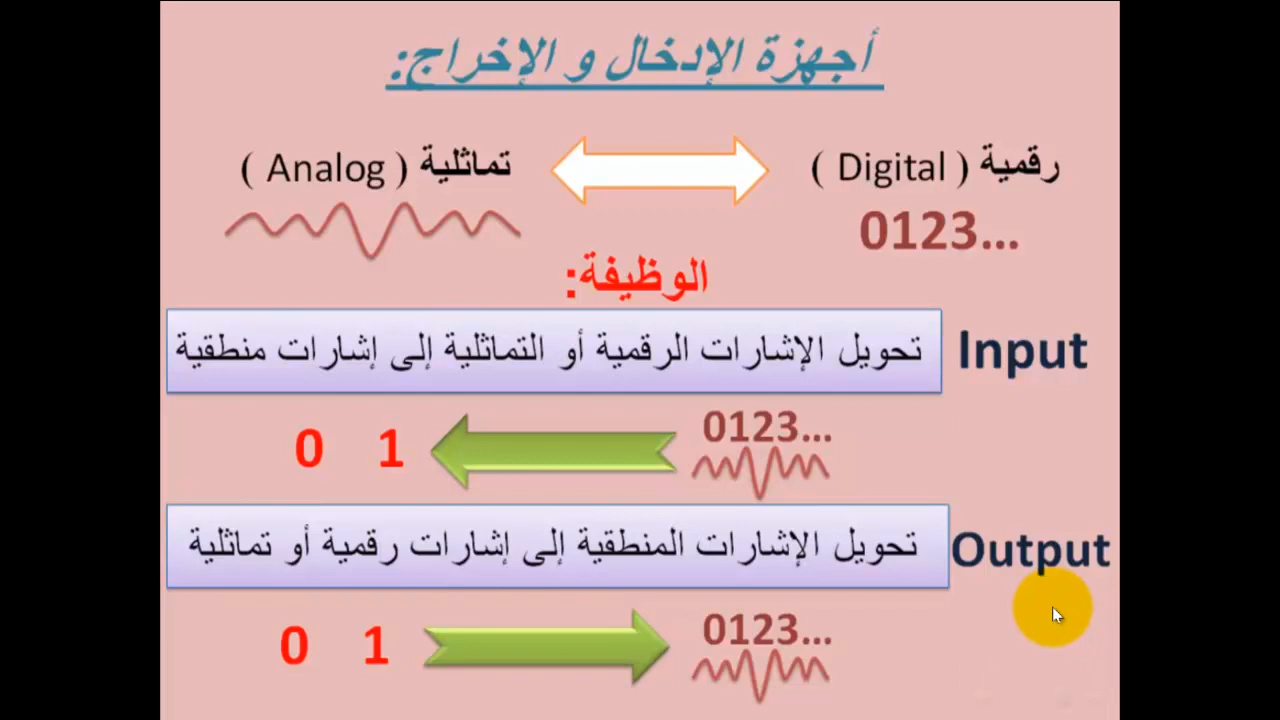 أجهزة الإدخال و الإخراج:
رقمية ( Digital )
تماثلية ( Analog )
0123...
الوظيفة:
Input
تحويل الإشارات الرقمية أو التماثلية إلى إشارات منطقية
0123...
0 1
Output
تحويل الإشارات المنطقية إلى إشارات رقمية أو تماثلية
0 1
0123...